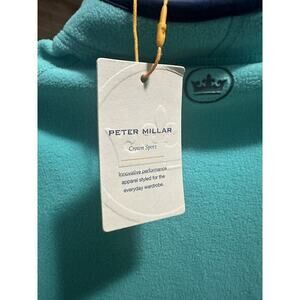 PETER MILLAR
Crown Sport
Innovative performance
apparel styled for the
everyday wardrobe.